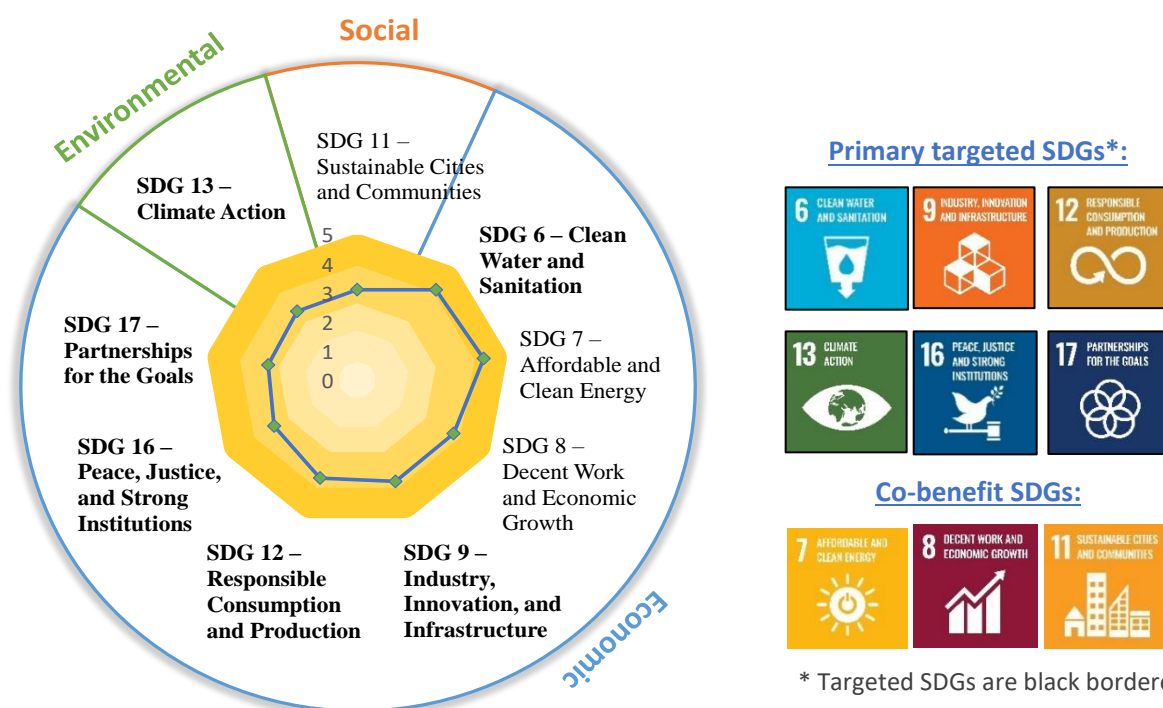 Social
Environmental
SDG 11 –
Sustainable Cities
and Communities
SDG 13 –
Climate Action
SDG 6 – Clean
Water and
Sanitation
5
4
3
2
1
0
SDG 17 –
Partnerships
for the Goals
SDG 7 –
Affordable and
Clean Energy
SDG 16 –
Peace, Justice,
and Strong
Institutions
SDG 8 –
Decent Work
and Economic
Growth
SDG 12 –
Responsible
Consumption
and Production
SDG 9 –
Industry,
Innovation, and
Infrastructure
Economic
Primary targeted SDGs*:
6 CLEAN WATER
AND SANITATION
9 INDUSTRY, INNOVATION
AND INFRASTRUCTURE
12 RESPONSIBLE
CONSUMPTION
AND PRODUCTION
13 CLIMATE
ACTION
16 PEACE, JUSTICE
AND STRONG
INSTITUTIONS
17 PARTNERSHIPS
FOR THE GOALS
Co-benefit SDGs:
7 AFFORDABLE AND
CLEAN ENERGY
8 DECENT WORK AND
ECONOMIC GROWTH
11 SUSTAINABLE CITIES
AND COMMUNITIES
* Targeted SDGs are black bordere